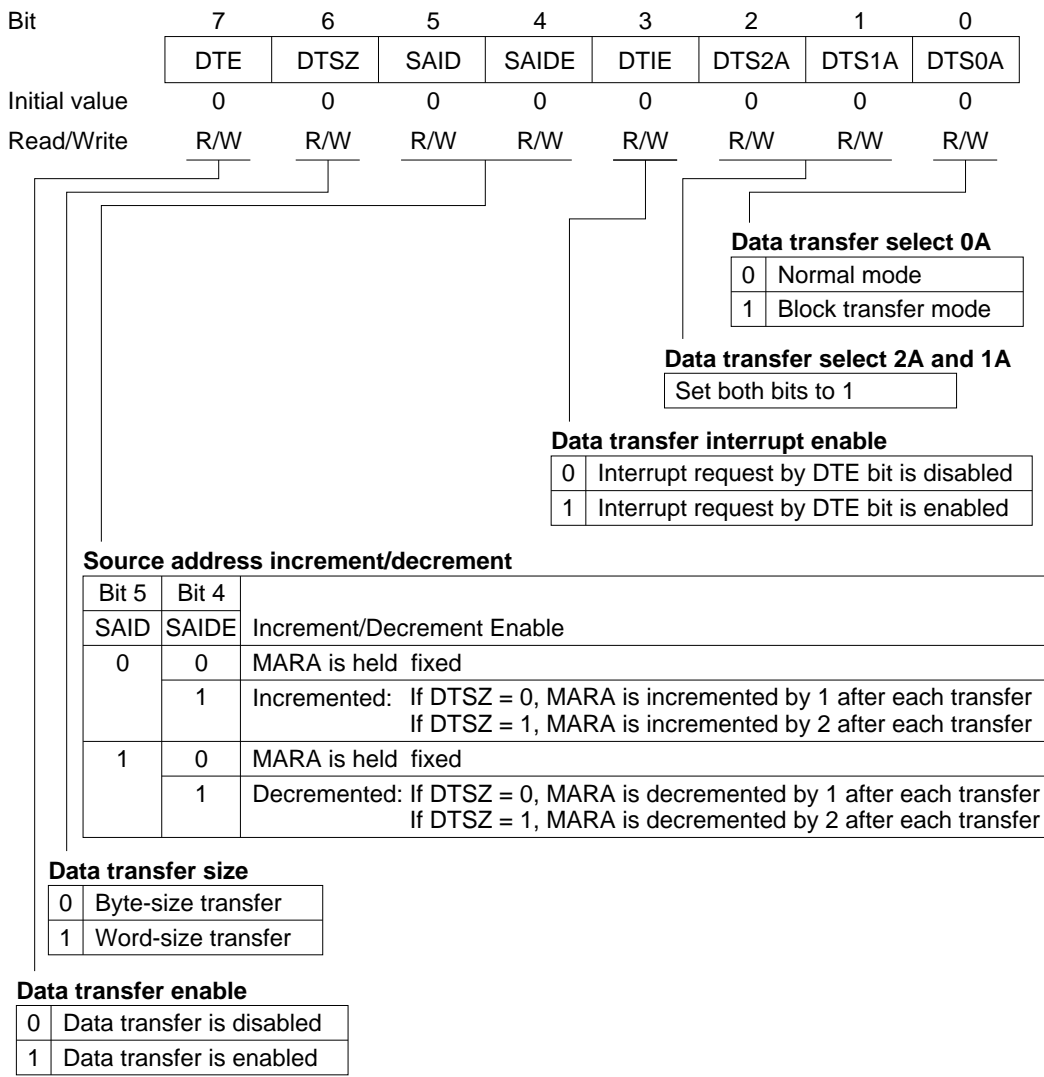 Bit 7 6 5 4 3 2 1 0
DTE DTSZ SAID SAIDE DTIE DTS2A DTS1A DTS0A
Initial value 0 0 0 0 0 0 0 0
Read/Write R/W R/W R/W R/W R/W R/W R/W R/W
Data transfer select 0A
0 Normal mode
1 Block transfer mode
Data transfer select 2A and 1A
Set both bits to 1
Data transfer interrupt enable
0 Interrupt request by DTE bit is disabled
1 Interrupt request by DTE bit is enabled
Source address increment/decrement
Bit 5 Bit 4
SAID SAIDE Increment/Decrement Enable
0 0 MARA is held fixed
1 Incremented: If DTSZ = 0, MARA is incremented by 1 after each transfer
If DTSZ = 1, MARA is incremented by 2 after each transfer
1 0 MARA is held fixed
1 Decremented: If DTSZ = 0, MARA is decremented by 1 after each transfer
If DTSZ = 1, MARA is decremented by 2 after each transfer
Data transfer size
0 Byte-size transfer
1 Word-size transfer
Data transfer enable
0 Data transfer is disabled
1 Data transfer is enabled